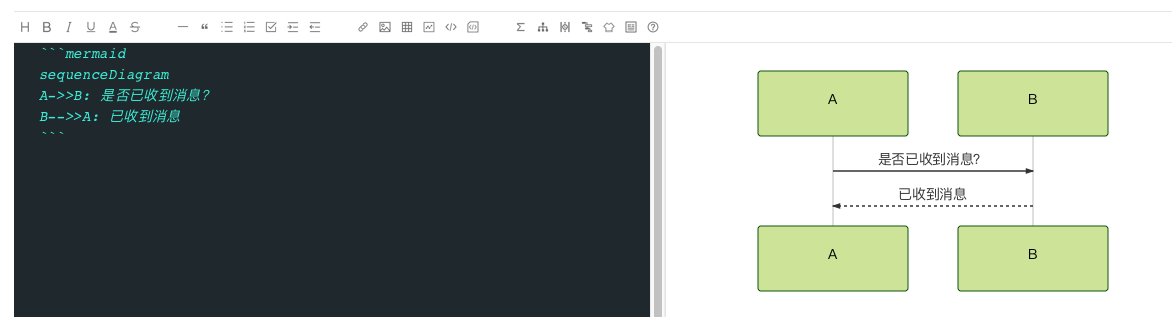 ```mermaid
sequenceDiagram
A->>B: 是否已收到消息?
B-->>A: 已收到消息
```
A B
是否已收到消息?
已收到消息
A B